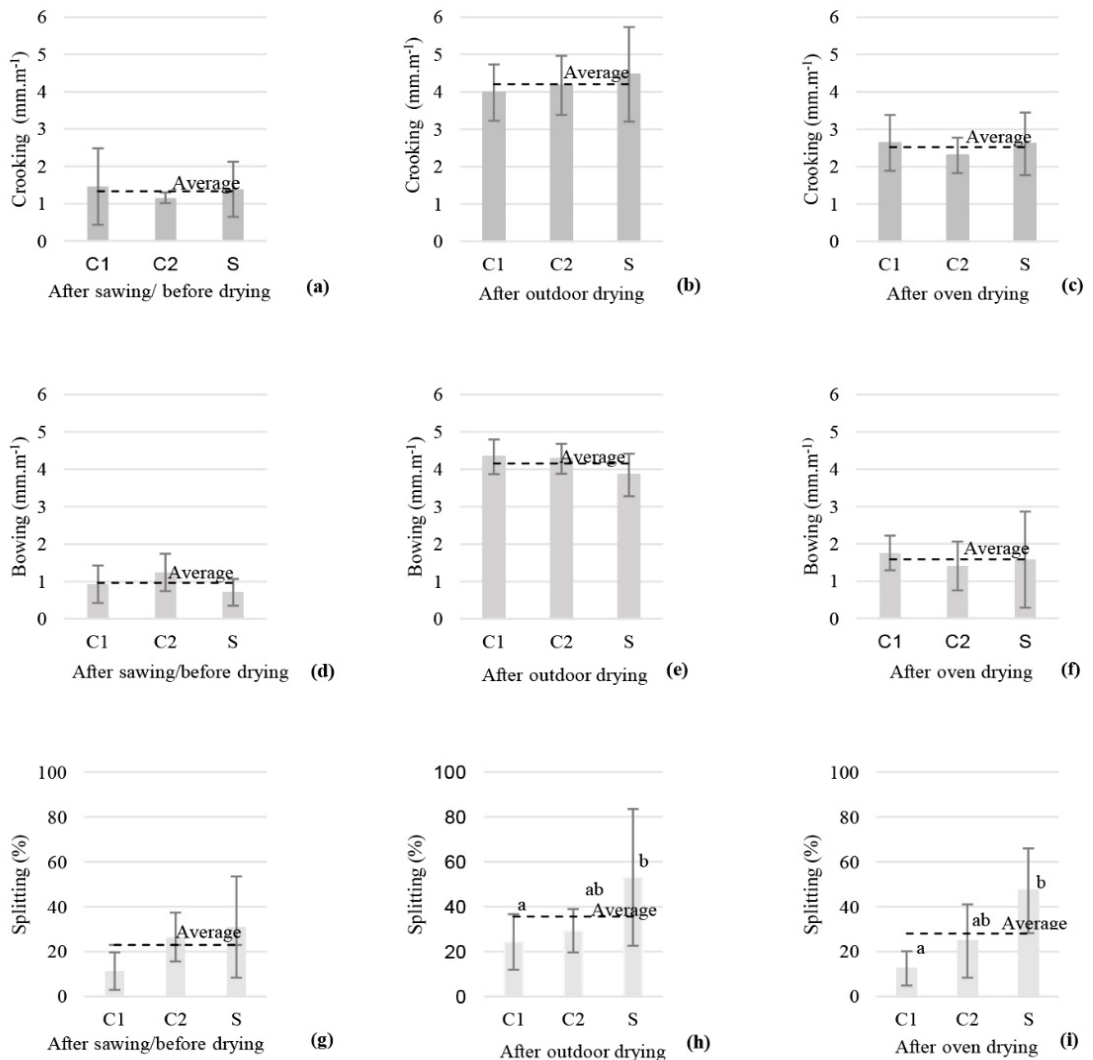 6
5
4
3
2
1
0
Crooking (mm.m⁻¹)
Average
C1 C2 S
After sawing/ before drying (a)
6
5
4
3
2
1
0
Crooking (mm.m⁻¹)
Average
C1 C2 S
After outdoor drying (b)
6
5
4
3
2
1
0
Crooking (mm.m⁻¹)
Average
C1 C2 S
After oven drying (c)
6
5
4
3
2
1
0
Bowing (mm.m⁻¹)
Average
C1 C2 S
After sawing/before drying (d)
6
5
4
3
2
1
0
Bowing (mm.m⁻¹)
Average
C1 C2 S
After outdoor drying (e)
6
5
4
3
2
1
0
Bowing (mm.m⁻¹)
Average
C1 C2 S
After oven drying (f)
100
80
60
40
20
0
Splitting (%)
Average
C1 C2 S
After sawing/before drying (g)
100
80
60
40
20
0
Splitting (%)
a
ab
b
Average
C1 C2 S
After outdoor drying (h)
100
80
60
40
20
0
Splitting (%)
a
ab
b
Average
C1 C2 S
After oven drying (i)